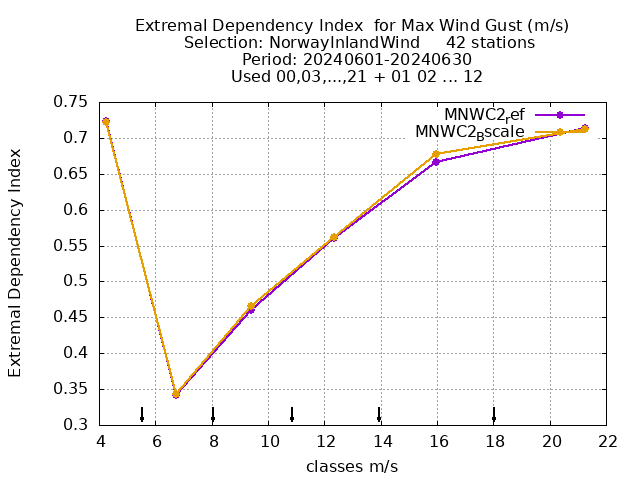 Extremal Dependency Index  for Max Wind Gust (m/s)
Selection: NorwayInlandWind     42 stations
Period: 20240601-20240630
Used 00,03,...,21 + 01 02 ... 12
0.75
0.7
0.65
0.6
0.55
0.5
0.45
0.4
0.35
0.3
Extremal Dependency Index
MNWC2ref
MNWC2Bscale
4 6 8 10 12 14 16 18 20 22
classes m/s